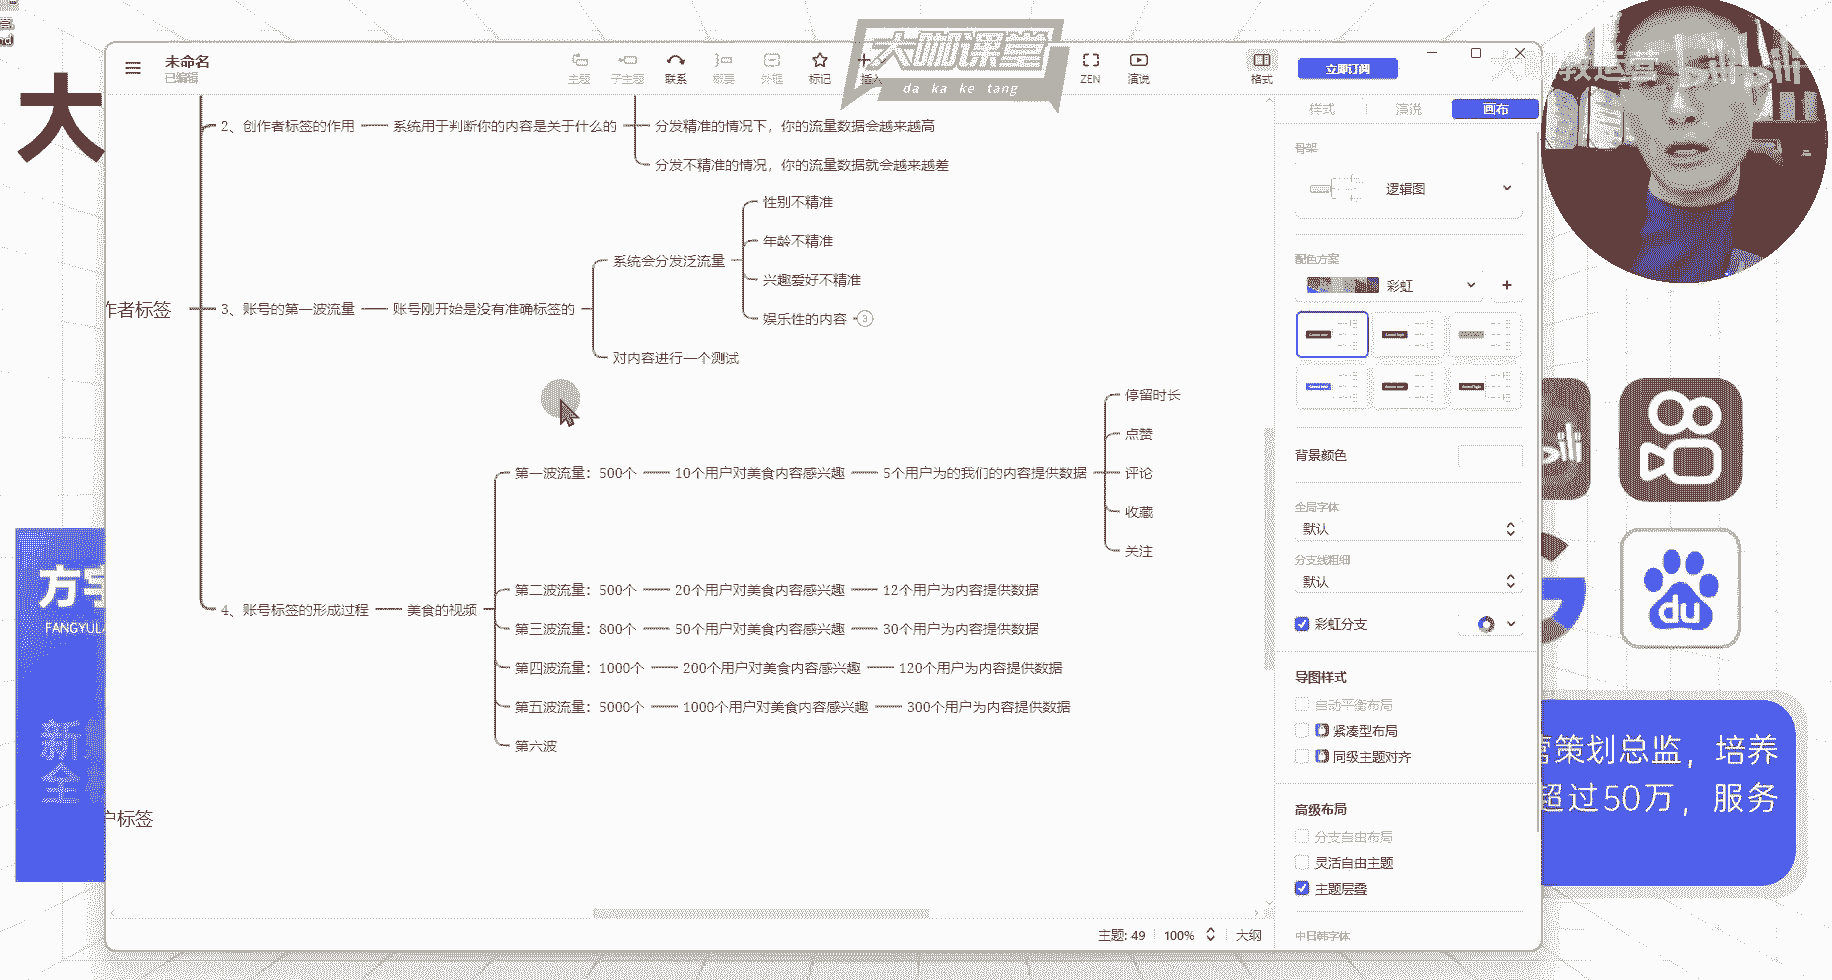 大
未命名
已编辑
主题
子主题
联系
概要
外框
标记
插入
大咖课堂
da ka ke tang
ZEN
演说
格式
立即订阅
教运营
bilibili
样式
演说
画布
2、创作者标签的作用
系统用于判断你的内容是关于什么的
分发精准的情况下，你的流量数据会越来越高
分发不精准的情况，你的流量数据就会越来越差
作者标签
3、账号的第一波流量
账号刚开始是没有准确标签的
系统会分发泛流量
性别不精准
年龄不精准
兴趣爱好不精准
娱乐性的内容
3
对内容进行一个测试
4、账号标签的形成过程
美食的视频
第一波流量：500个
10个用户对美食内容感兴趣
5个用户为的我们的内容提供数据
停留时长
点赞
评论
收藏
关注
第二波流量：500个
20个用户对美食内容感兴趣
12个用户为内容提供数据
第三波流量：800个
50个用户对美食内容感兴趣
30个用户为内容提供数据
第四波流量：1000个
200个用户对美食内容感兴趣
120个用户为内容提供数据
第五波流量：5000个
1000个用户对美食内容感兴趣
300个用户为内容提供数据
第六波
户标签
骨架
逻辑图
配色方案
彩虹
背景颜色
全局字体
默认
分支线粗细
默认
彩虹分支
导图样式
自动平衡布局
紧凑型布局
同级主题对齐
高级布局
分支自由布局
灵活自由主题
主题层叠
中日韩字体
主题: 49
100%
大纲
方
FANGYU
新
全
du
营策划总监，培养
超过50万，服务